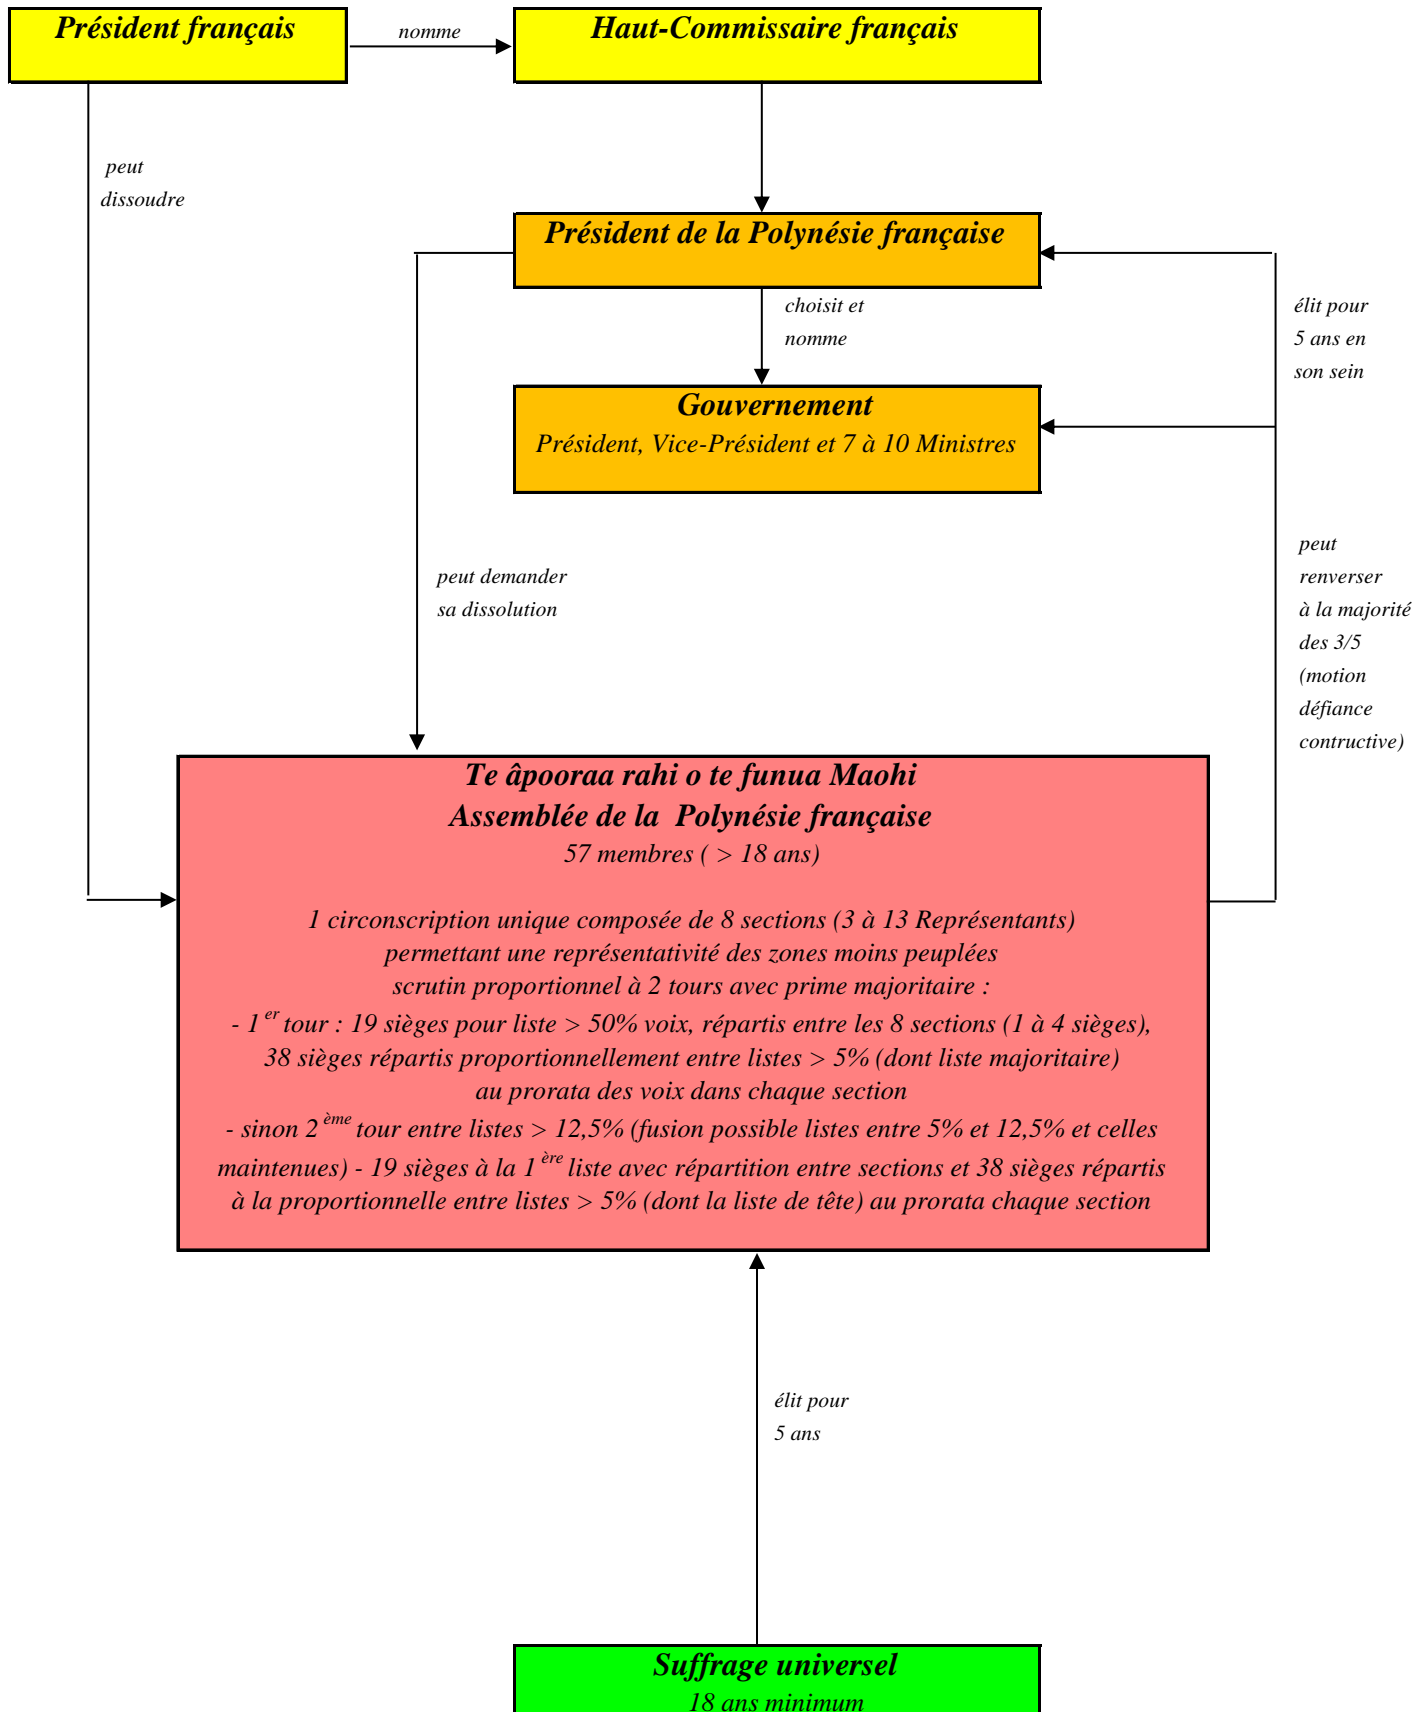 Président français
nomme
Haut-Commissaire français
peut
dissoudre
Président de la Polynésie française
choisit et
nomme
élit pour
5 ans en
son sein
Gouvernement
Président, Vice-Président et 7 à 10 Ministres
peut demander
sa dissolution
peut
renverser
à la majorité
des 3/5
(motion
défiance
contructive)
Te âpooraa rahi o te funua Maohi
Assemblée de la Polynésie française
57 membres ( > 18 ans)
1 circonscription unique composée de 8 sections (3 à 13 Représentants)
permettant une représentativité des zones moins peuplées
scrutin proportionnel à 2 tours avec prime majoritaire :
- 1er tour : 19 sièges pour liste > 50% voix, répartis entre les 8 sections (1 à 4 sièges),
38 sièges répartis proportionnellement entre listes > 5% (dont liste majoritaire)
au prorata des voix dans chaque section
- sinon 2ème tour entre listes > 12,5% (fusion possible listes entre 5% et 12,5% et celles
maintenues) - 19 sièges à la 1ère liste avec répartition entre sections et 38 sièges répartis
à la proportionnelle entre listes > 5% (dont la liste de tête) au prorata chaque section
élit pour
5 ans
Suffrage universel
18 ans minimum